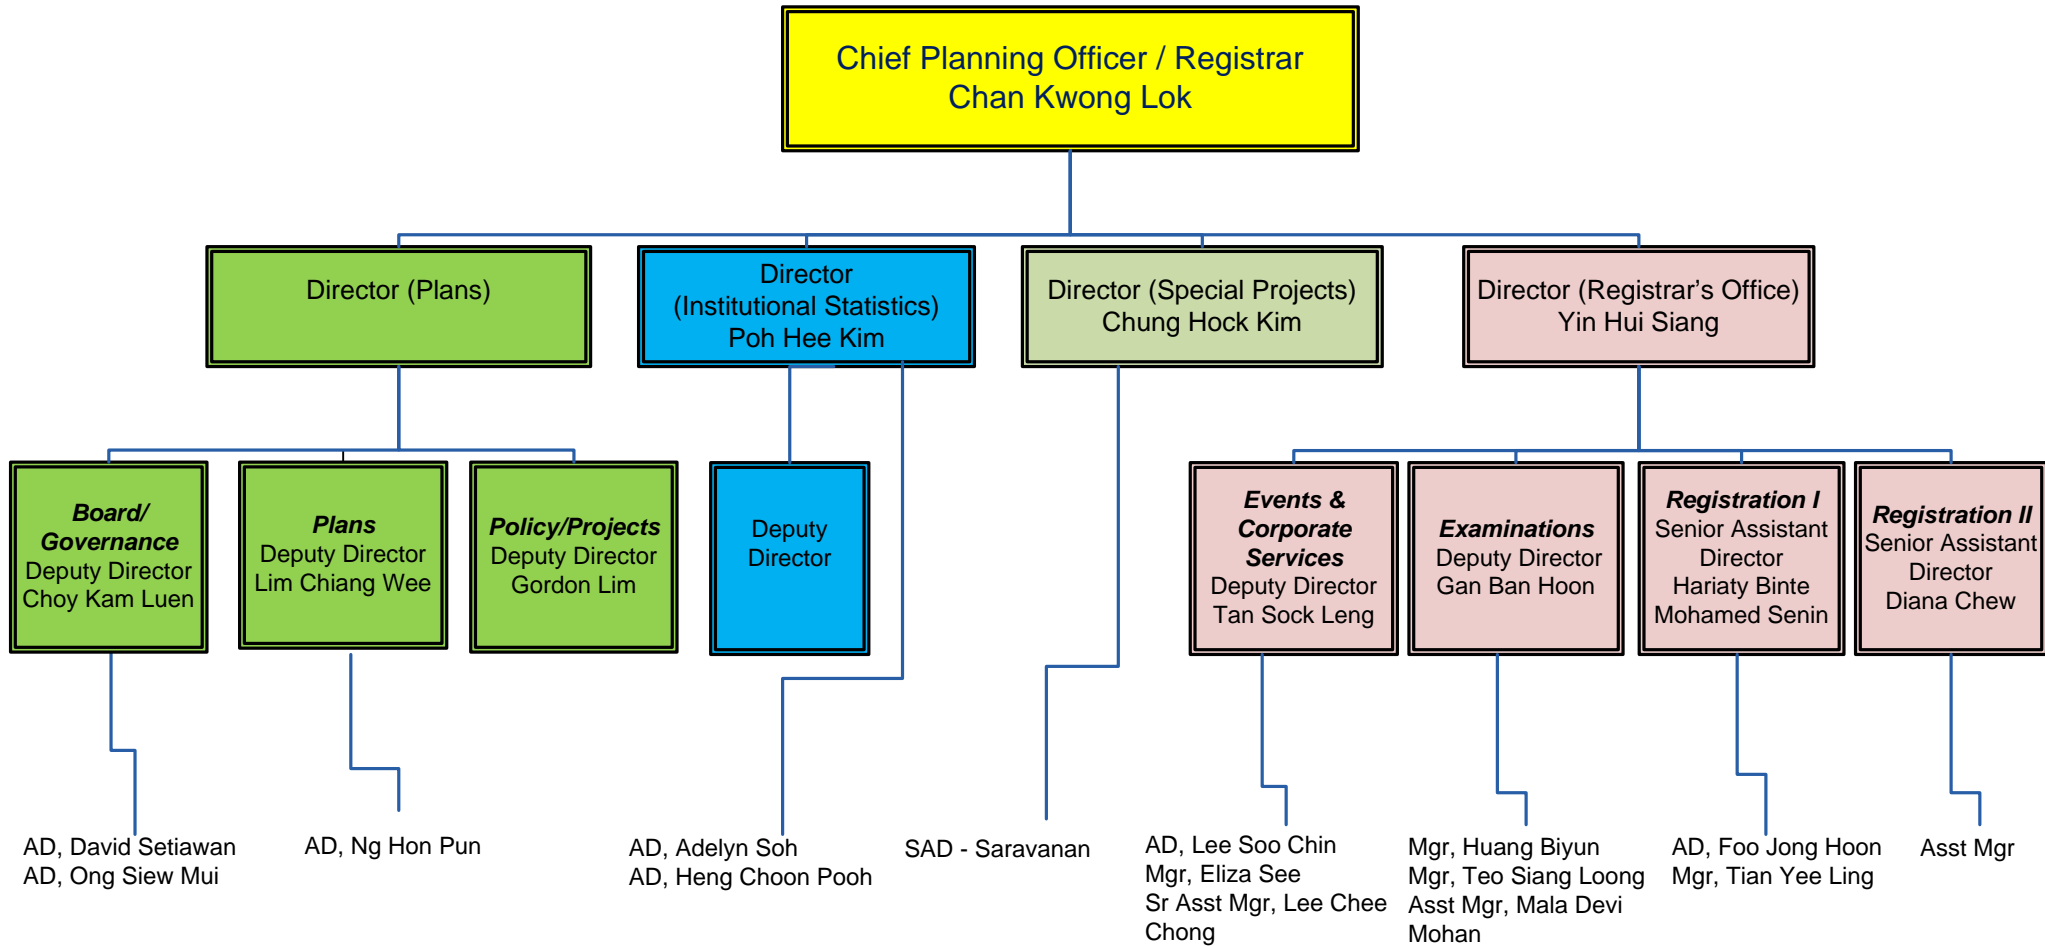 Chief Planning Officer / Registrar
Chan Kwong Lok
Director (Plans)
Director
(Institutional Statistics)
Poh Hee Kim
Director (Special Projects)
Chung Hock Kim
Director (Registrar’s Office)
Yin Hui Siang
Board/
Governance
Deputy Director
Choy Kam Luen
Plans
Deputy Director
Lim Chiang Wee
Policy/Projects
Deputy Director
Gordon Lim
Deputy
Director
Events &
Corporate
Services
Deputy Director
Tan Sock Leng
Examinations
Deputy Director
Gan Ban Hoon
Registration I
Senior Assistant
Director
Hariaty Binte
Mohamed Senin
Registration II
Senior Assistant
Director
Diana Chew
AD, David Setiawan
AD, Ong Siew Mui
AD, Ng Hon Pun
AD, Adelyn Soh
AD, Heng Choon Pooh
SAD - Saravanan
AD, Lee Soo Chin
Mgr, Eliza See
Sr Asst Mgr, Lee Chee
Chong
Mgr, Huang Biyun
Mgr, Teo Siang Loong
Asst Mgr, Mala Devi
Mohan
AD, Foo Jong Hoon
Mgr, Tian Yee Ling
Asst Mgr